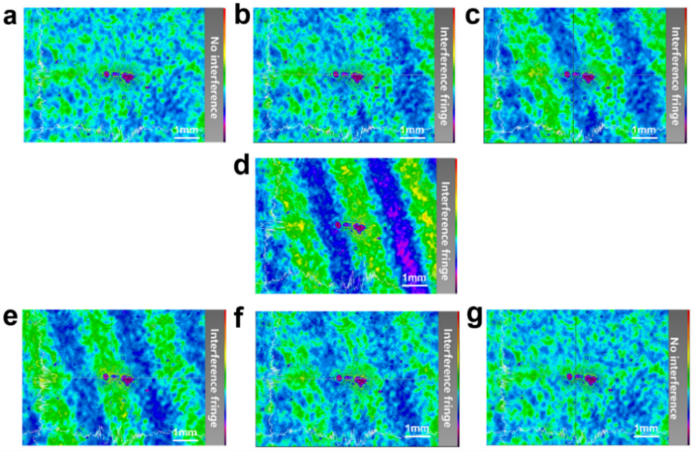 a
No interference
1mm
b
Interference fringe
1mm
c
Interference fringe
1mm
d
Interference fringe
1mm
e
Interference fringe
1mm
f
Interference fringe
1mm
g
No interference
1mm